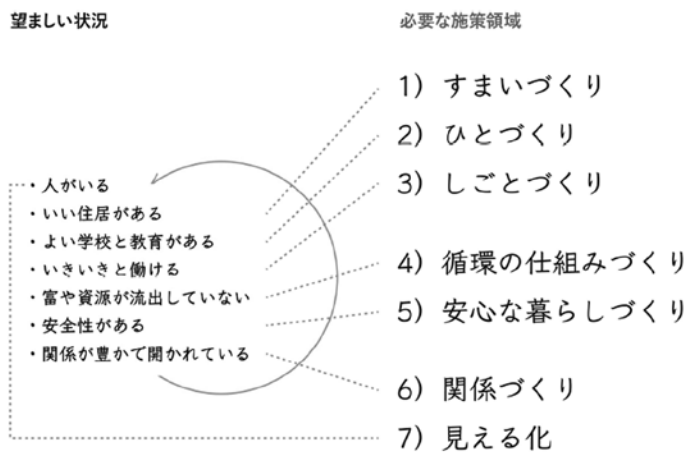 望ましい状況
・人がいる
・いい住居がある
・よい学校と教育がある
・いきいきと働ける
・富や資源が流出していない
・安全性がある
・関係が豊かで開かれている
必要な施策領域
1）すまいづくり
2）ひとづくり
3）しごとづくり
4）循環の仕組みづくり
5）安心な暮らしづくり
6）関係づくり
7）見える化